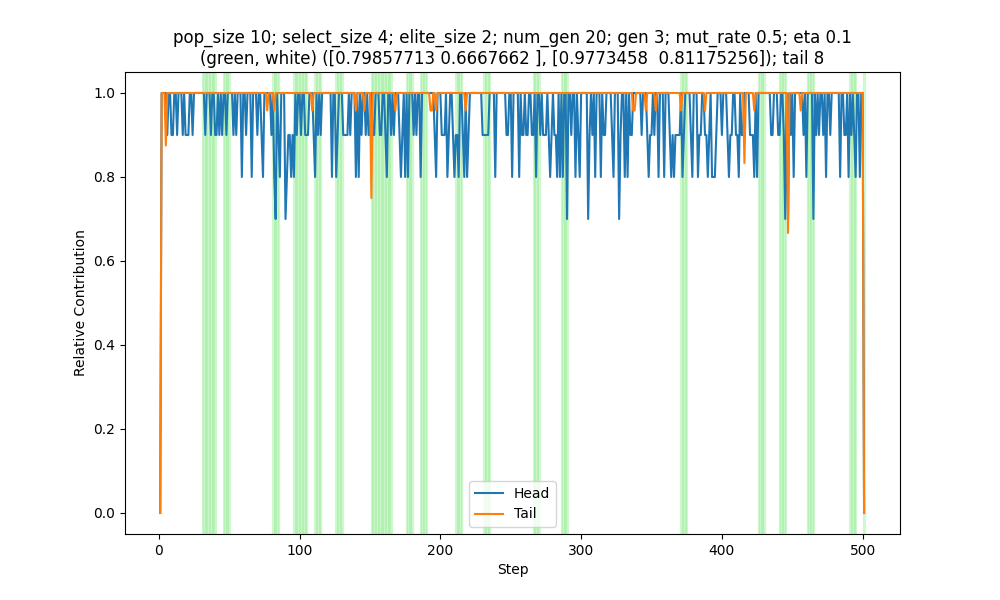 pop_size 10; select_size 4; elite_size 2; num_gen 20; gen 3; mut_rate 0.5; eta 0.1
(green, white) ([0.79857713 0.6667662 ], [0.9773458  0.81175256]); tail 8
Relative Contribution
1.0
0.8
0.6
0.4
0.2
0.0
Head
Tail
0
100
200
300
400
500
Step